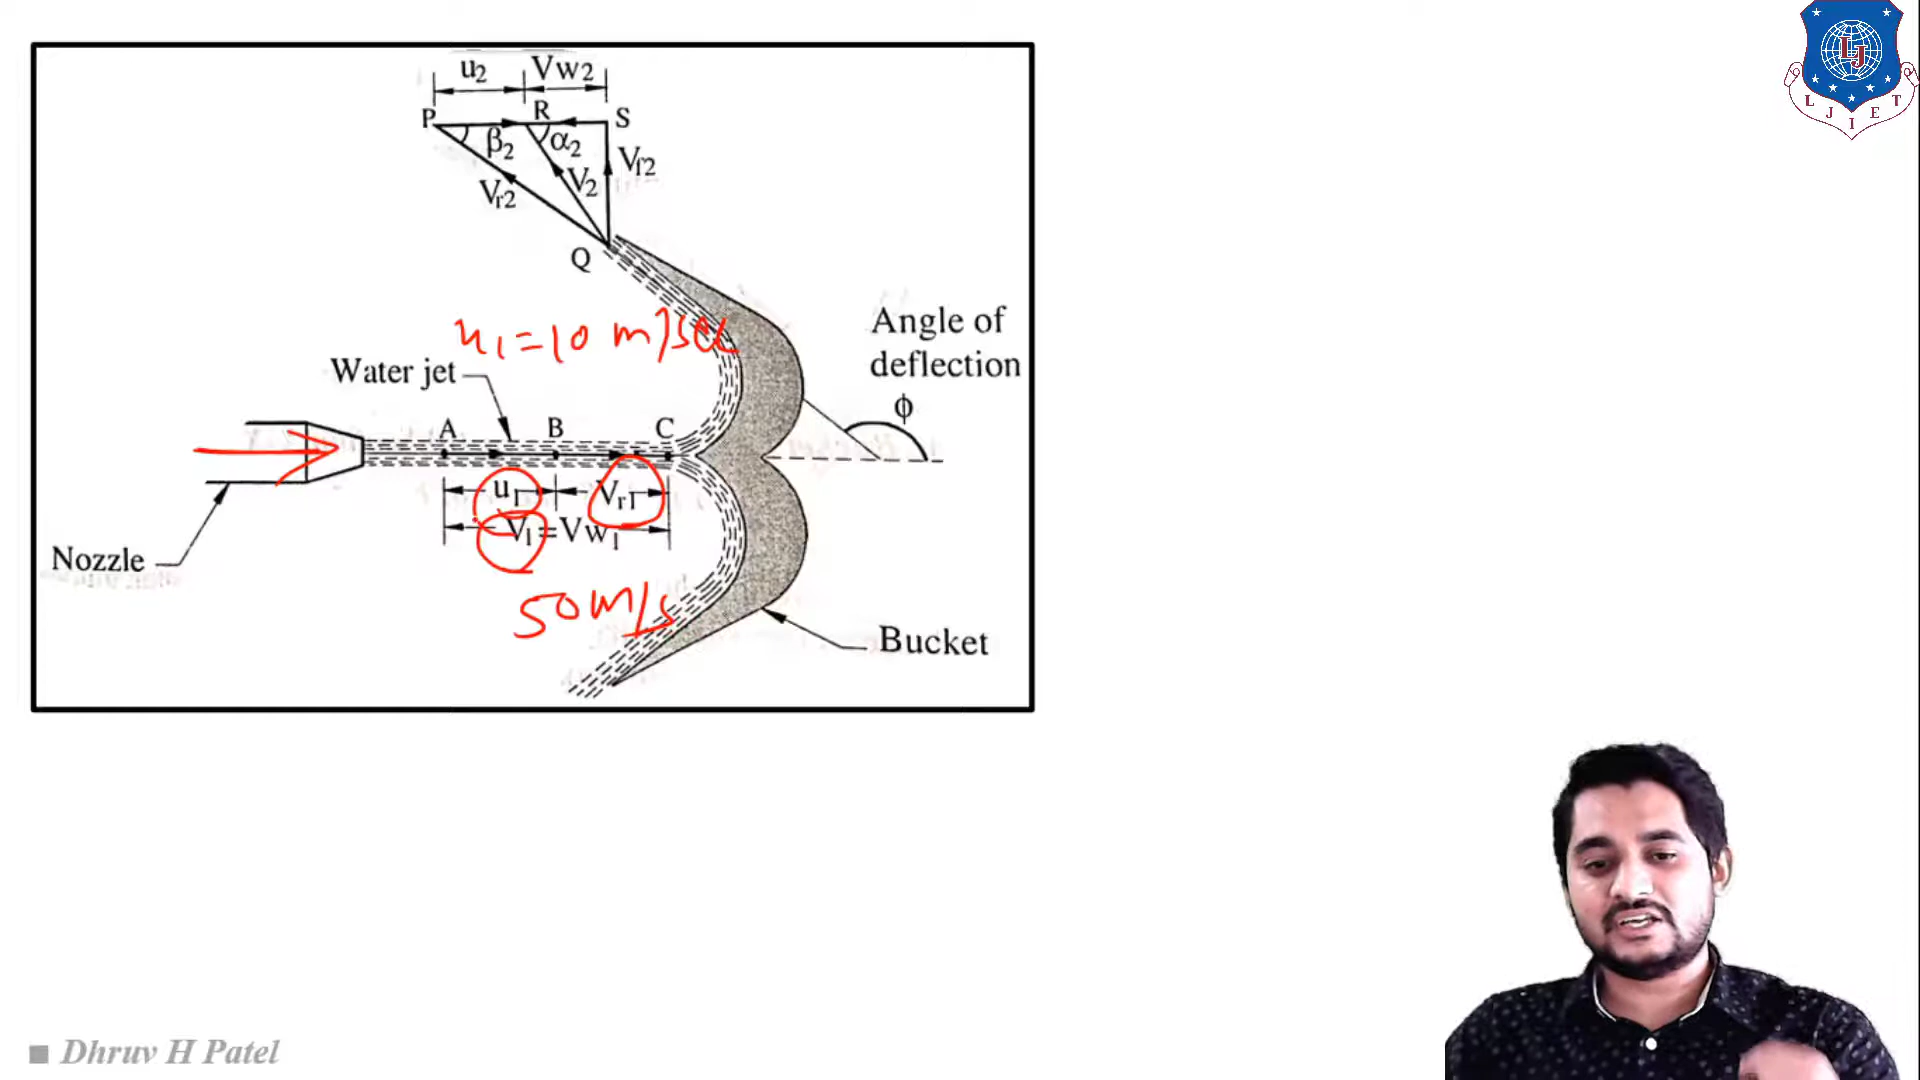 u2 Vw2
P R S
β2 α2
Vf2
Vr2 V2
Q
u1 = 10 m/sec
Angle of
deflection
ϕ
Water jet
A B C
u1 Vr1
V1=Vw1
Nozzle
50 m/s
Bucket
LJ
L J I E T
Dhruv H Patel